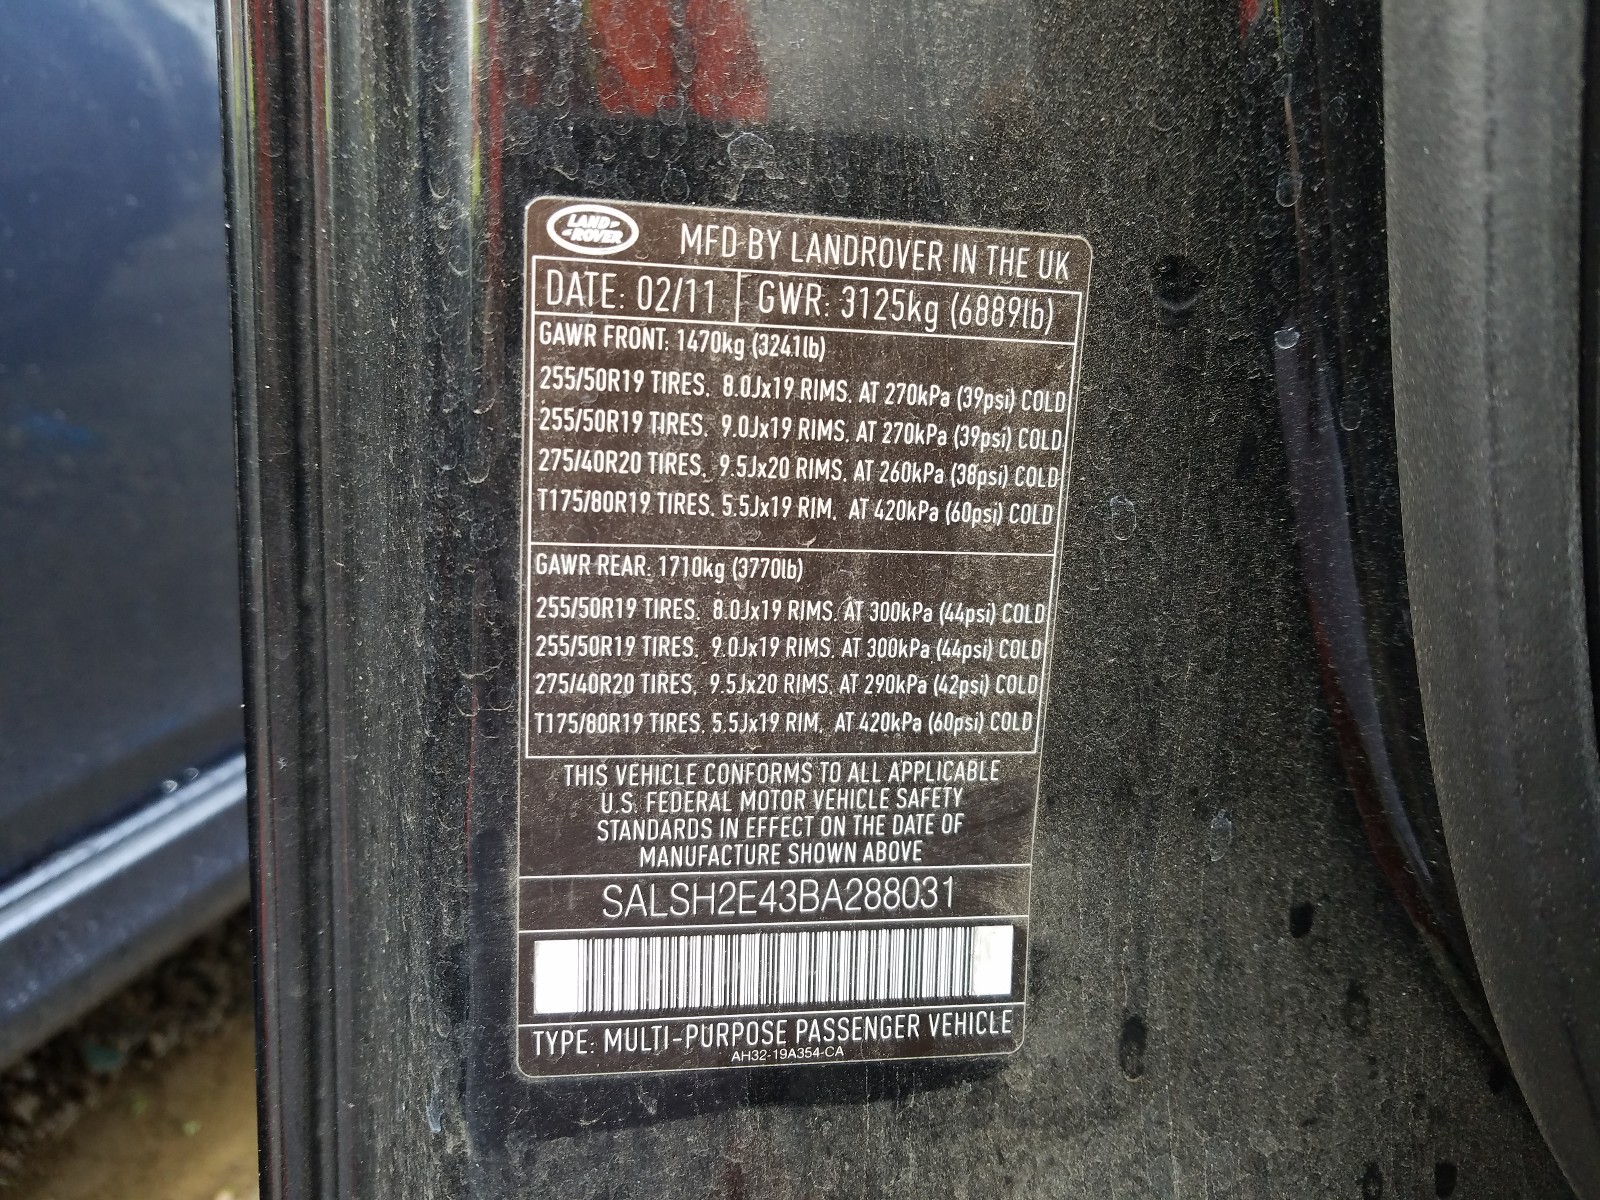 LAND ROVER
MFD BY LANDROVER IN THE UK
DATE: 02/11 GWR: 3125kg (6889lb)
GAWR FRONT: 1470kg (3241lb)
255/50R19 TIRES. 8.0Jx19 RIMS. AT 270kPa (39psi) COLD
255/50R19 TIRES. 9.0Jx19 RIMS. AT 270kPa (39psi) COLD
275/40R20 TIRES. 9.5Jx20 RIMS. AT 260kPa (38psi) COLD
T175/80R19 TIRES. 5.5Jx19 RIM. AT 420kPa (60psi) COLD
GAWR REAR: 1710kg (3770lb)
255/50R19 TIRES. 8.0Jx19 RIMS. AT 300kPa (44psi) COLD
255/50R19 TIRES. 9.0Jx19 RIMS. AT 300kPa (44psi) COLD
275/40R20 TIRES. 9.5Jx20 RIMS. AT 290kPa (42psi) COLD
T175/80R19 TIRES. 5.5Jx19 RIM. AT 420kPa (60psi) COLD
THIS VEHICLE CONFORMS TO ALL APPLICABLE
U.S. FEDERAL MOTOR VEHICLE SAFETY
STANDARDS IN EFFECT ON THE DATE OF
MANUFACTURE SHOWN ABOVE
SALSH2E43BA288031
TYPE: MULTI-PURPOSE PASSENGER VEHICLE
AH32-19A354-CA